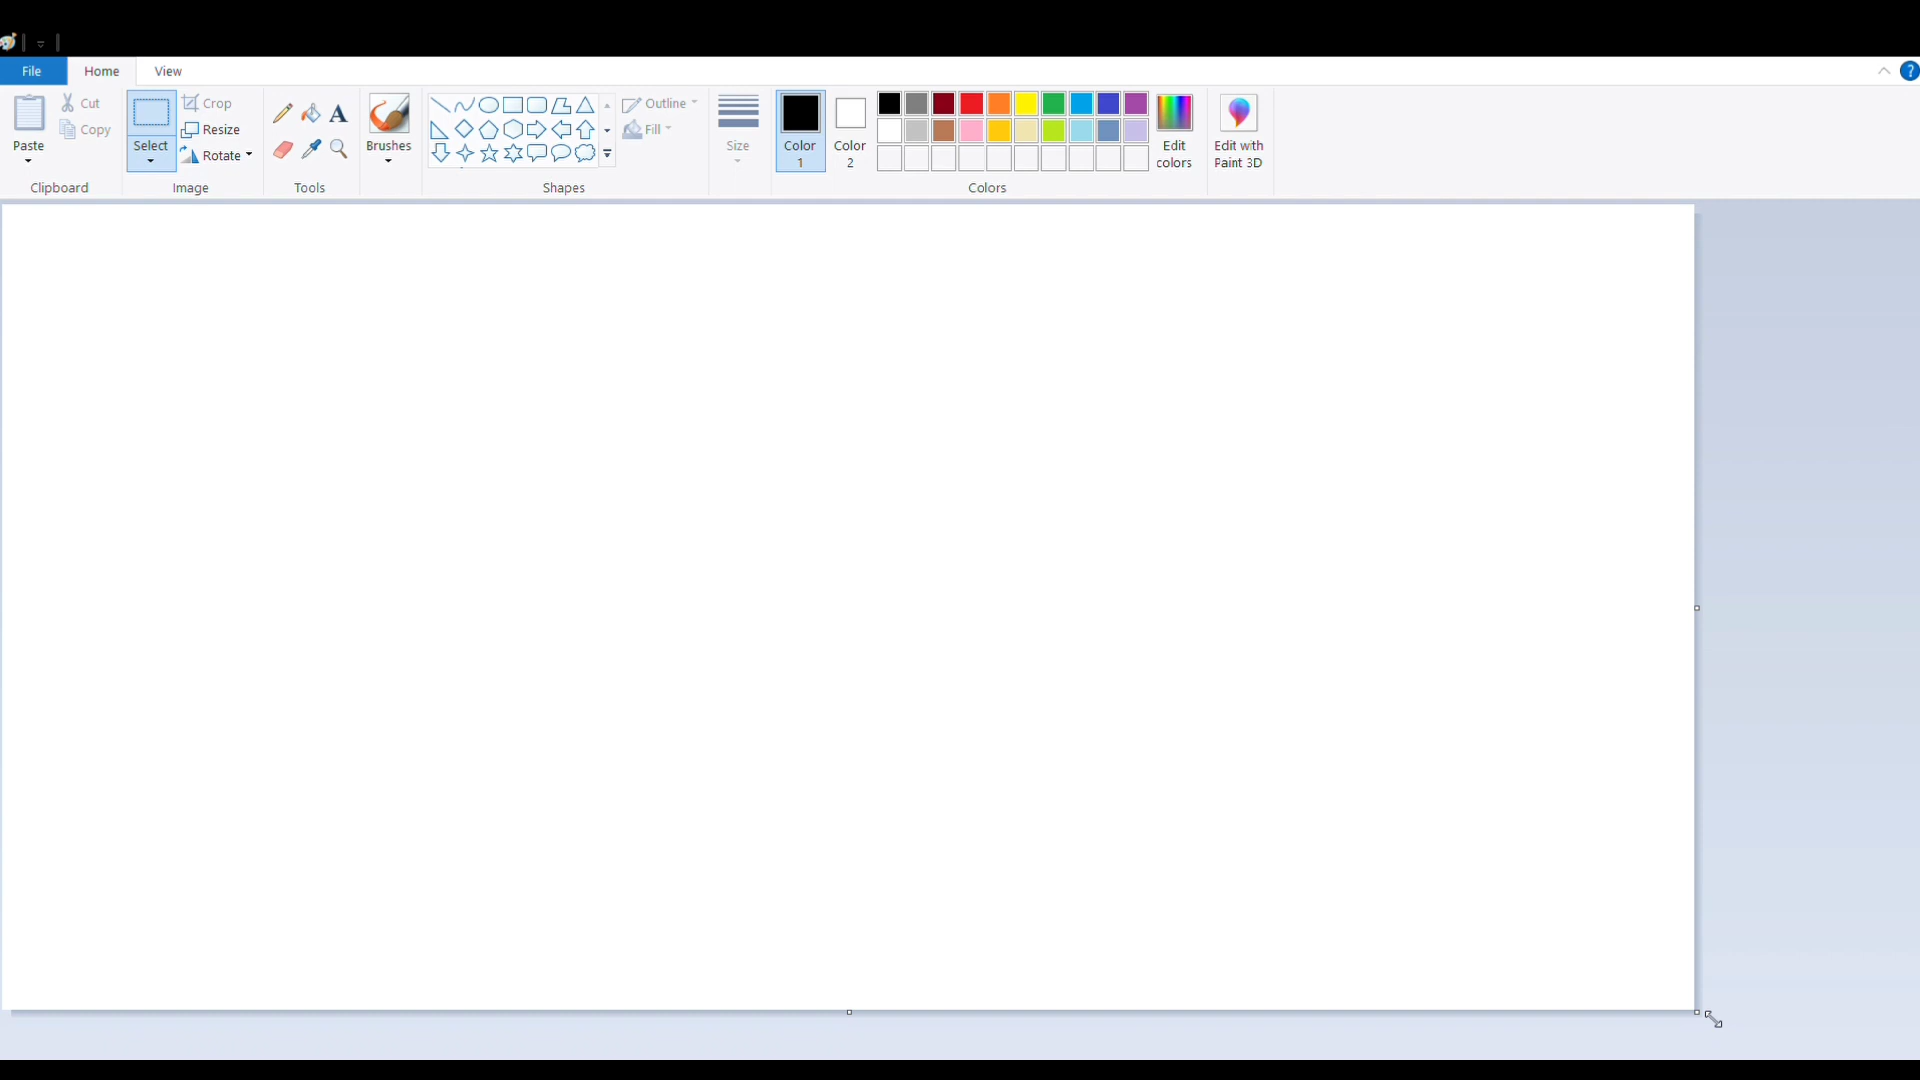 File Home View
?
Paste
Cut
Copy
Clipboard
Select
Crop
Resize
Rotate
Image
A
Tools
Brushes
Outline
Fill
Shapes
Size
Color
1
Color
2
Edit
colors
Colors
Edit with
Paint 3D